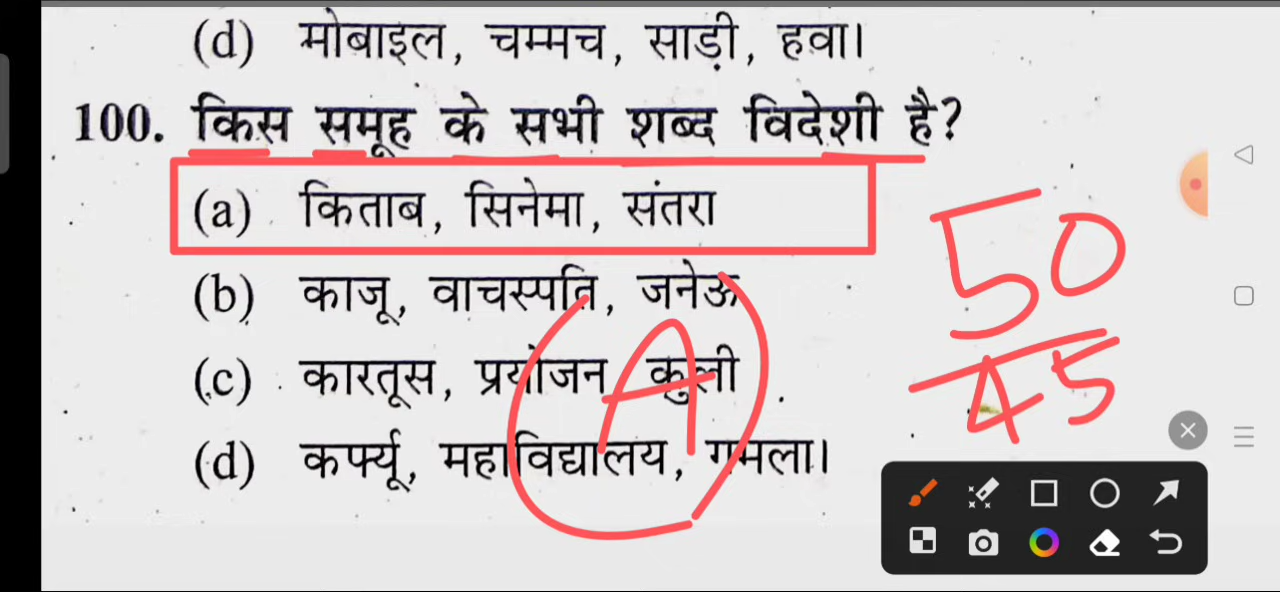 (d) मोबाइल, चम्मच, साड़ी, हवा।
100. किस समूह के सभी शब्द विदेशी है?
(a) किताब, सिनेमा, संतरा
(b) काजू, वाचस्पति, जनेऊ
(c) कारतूस, प्रयोजन, कुली
(d) कर्फ्यू, महाविद्यालय, गमला।
A
50
45